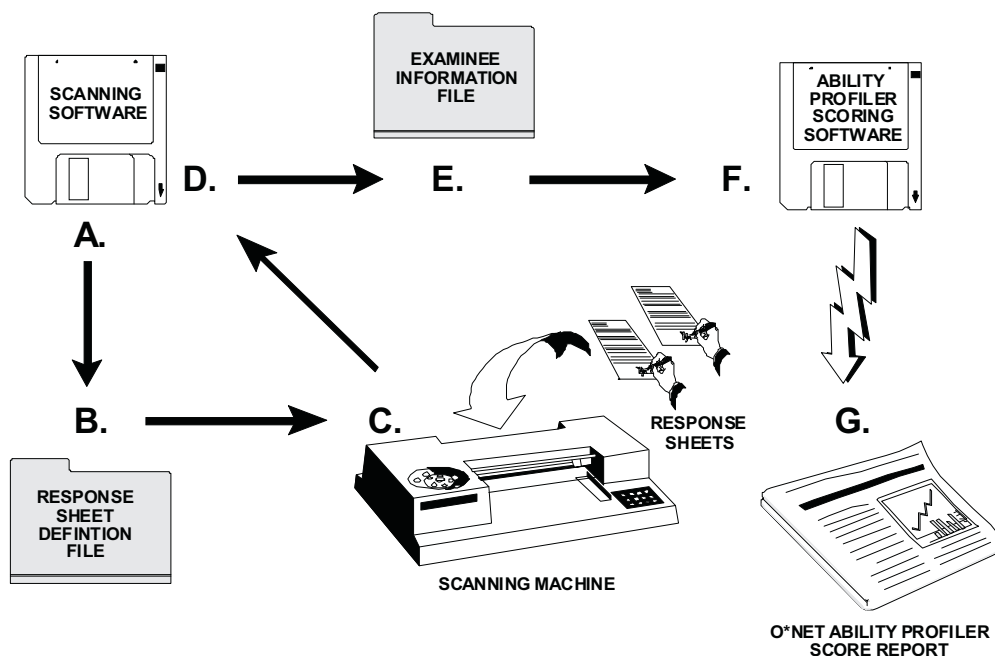 SCANNING
SOFTWARE
EXAMINEE
INFORMATION
FILE
ABILITY
PROFILER
SCORING
SOFTWARE
D.
E.
F.
A.
B.
C.
RESPONSE
SHEETS
G.
RESPONSE
SHEET
DEFINTION
FILE
SCANNING MACHINE
O*NET ABILITY PROFILER
SCORE REPORT